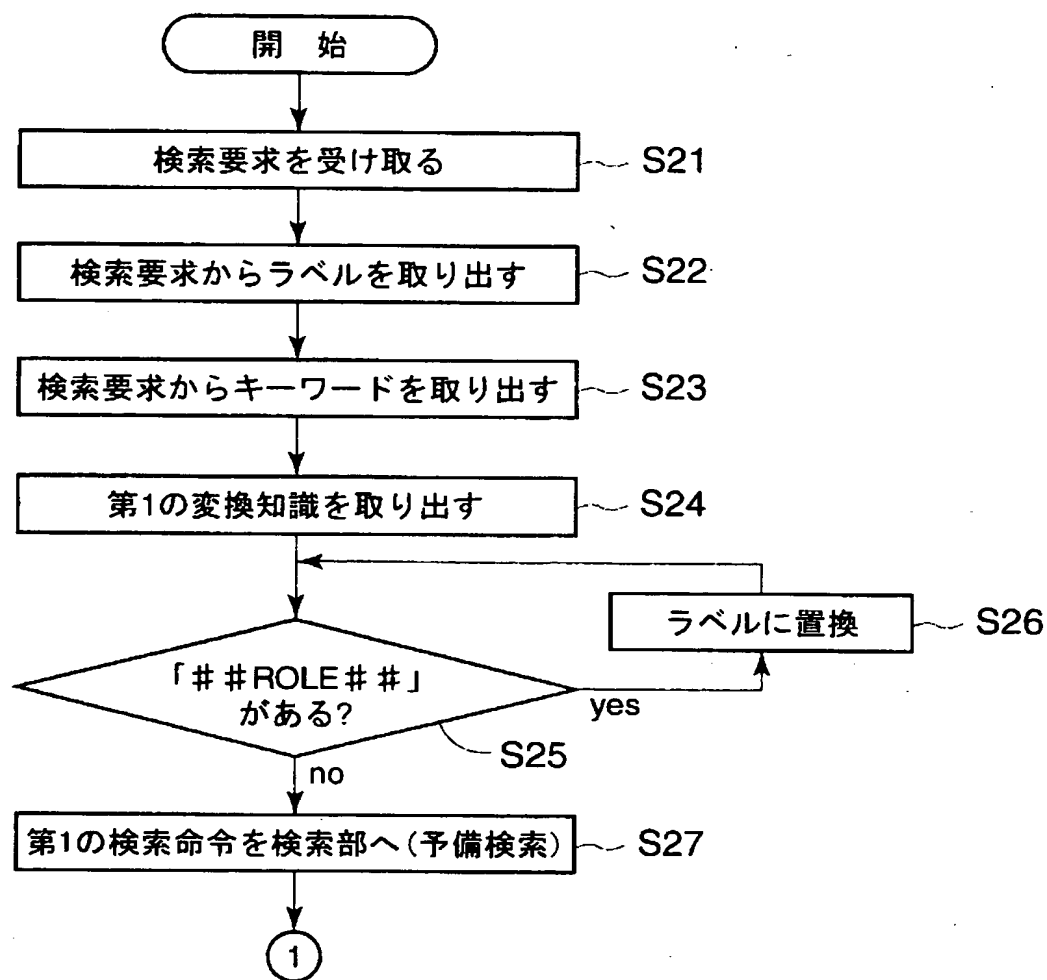 開 始
検索要求を受け取る
S21
検索要求からラベルを取り出す
S22
検索要求からキーワードを取り出す
S23
第1の変換知識を取り出す
S24
ラベルに置換
S26
「##ROLE##」
がある?
yes
S25
no
第1の検索命令を検索部へ(予備検索)
S27
1